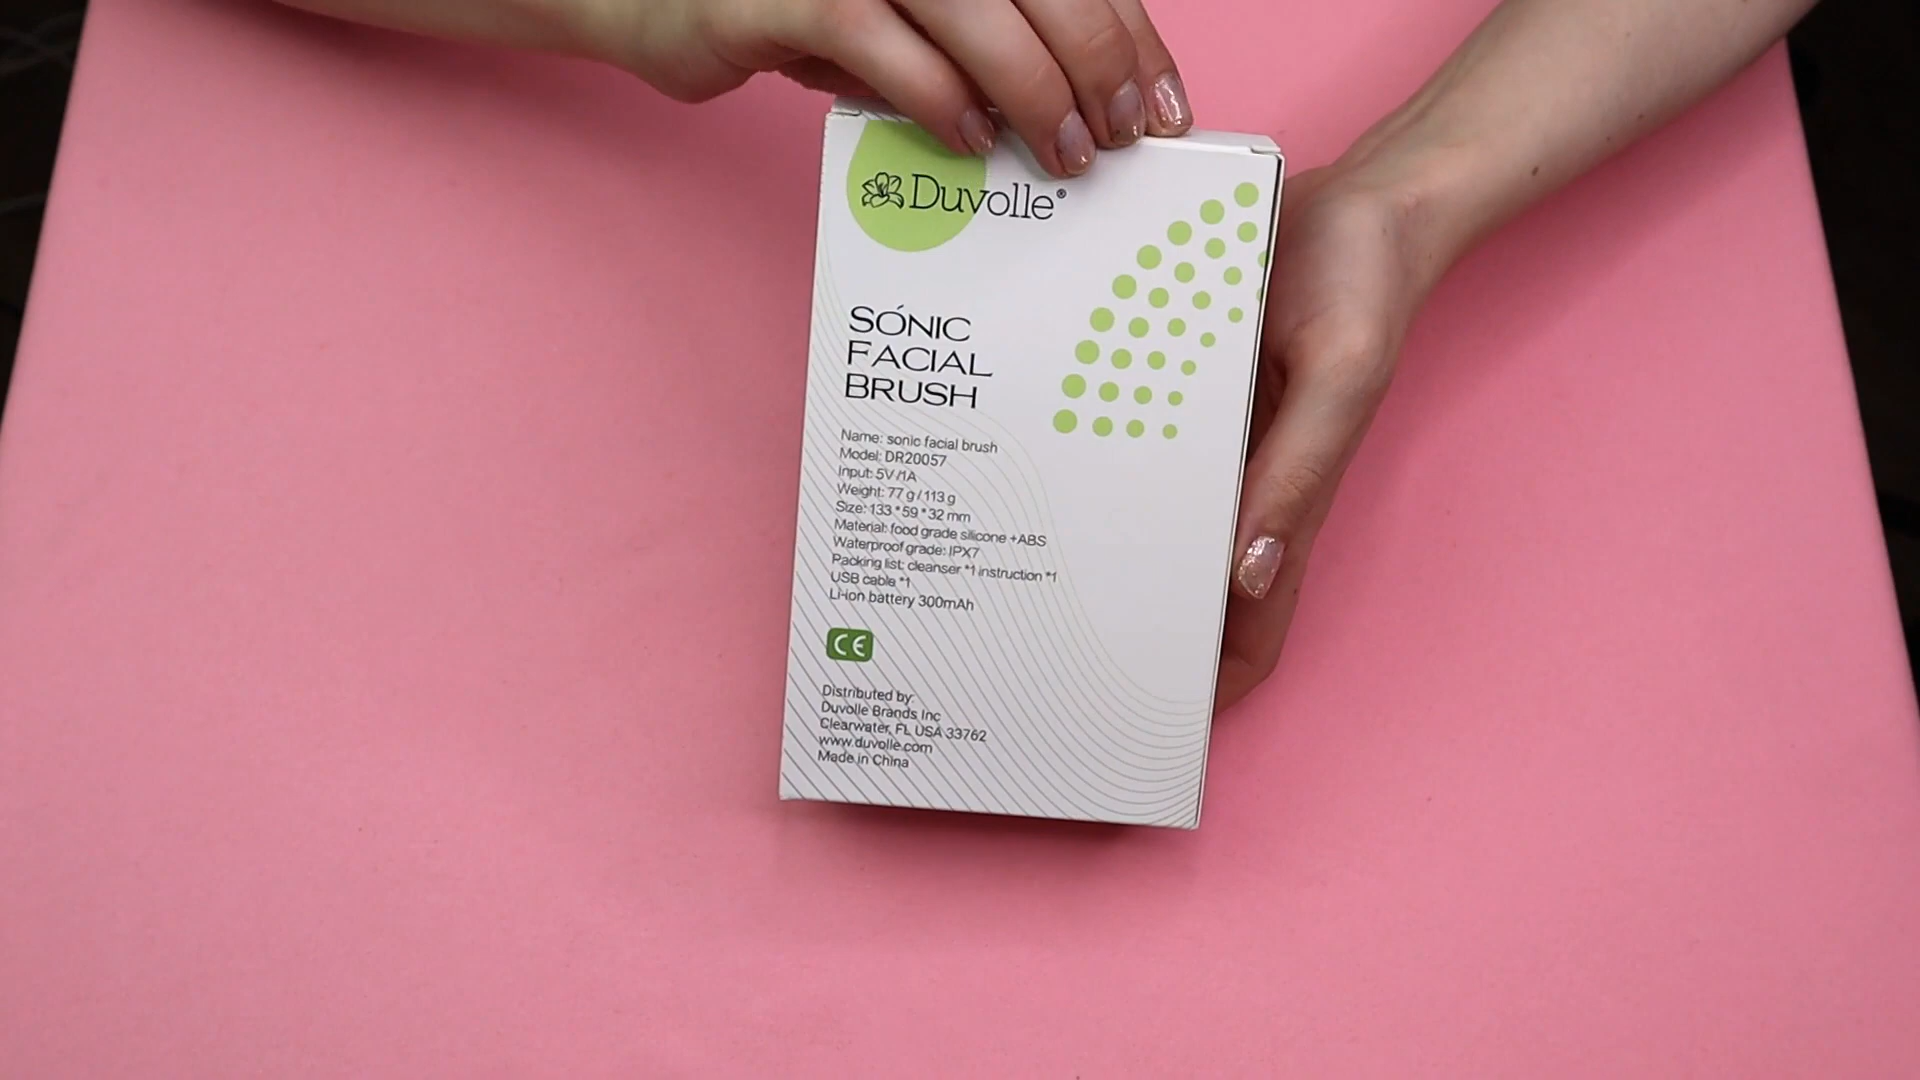 Duvolle®
SÓNIC
FACIAL
BRUSH
Name: sonic facial brush
Model: DR20057
Input: 5V/1A
Weight: 77 g / 113 g
Size: 133 * 59 * 32 mm
Material: food grade silicone +ABS
Waterproof grade: IPX7
Packing list: cleanser *1 instruction *1
USB cable *1
Li-ion battery 300mAh
CE
Distributed by:
Duvolle Brands Inc
Clearwater, FL USA 33762
www.duvolle.com
Made in China